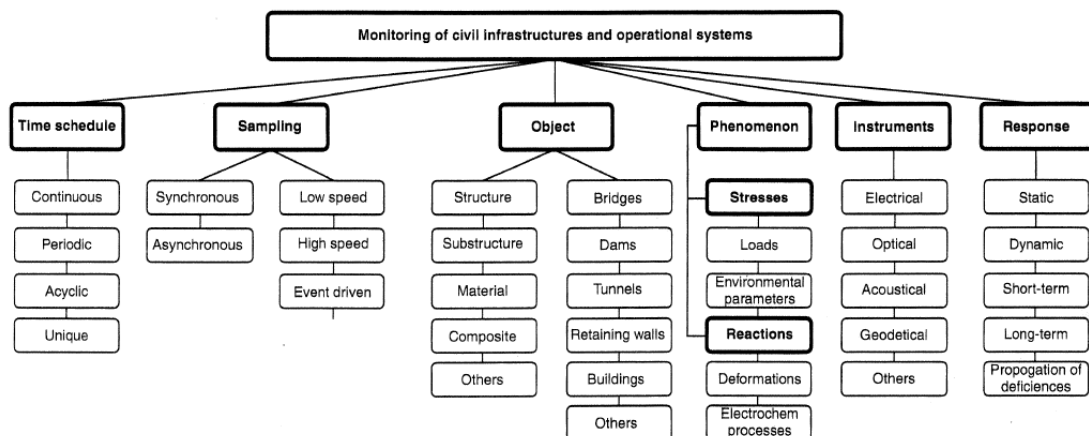 Monitoring of civil infrastructures and operational systems
Time schedule
Sampling
Object
Phenomenon
Instruments
Response
Continuous
Synchronous
Low speed
Structure
Bridges
Stresses
Electrical
Static
Periodic
Asynchronous
High speed
Substructure
Dams
Loads
Optical
Dynamic
Acyclic
Event driven
Material
Tunnels
Environmental
parameters
Acoustical
Short-term
Unique
Composite
Retaining walls
Reactions
Geodetical
Long-term
Others
Buildings
Deformations
Others
Propogation of
deficiences
Others
Electrochem
processes